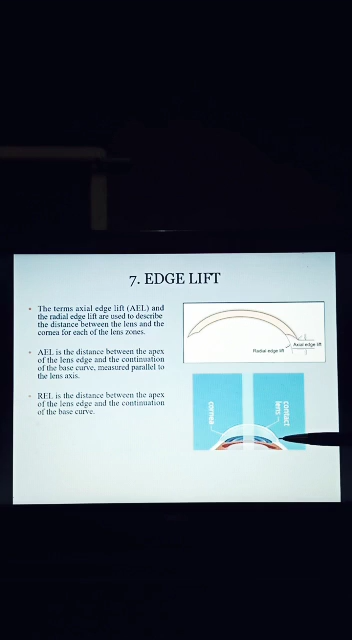 7. EDGE LIFT
• The terms axial edge lift (AEL) and
the radial edge lift are used to describe
the distance between the lens and the
cornea for each of the lens zones.
• AEL is the distance between the apex
of the lens edge and the continuation
of the base curve, measured parallel to
the lens axis.
• REL is the distance between the apex
of the lens edge and the continuation
of the base curve.
Axial edge lift
Radial edge lift
cornea
contact
lens